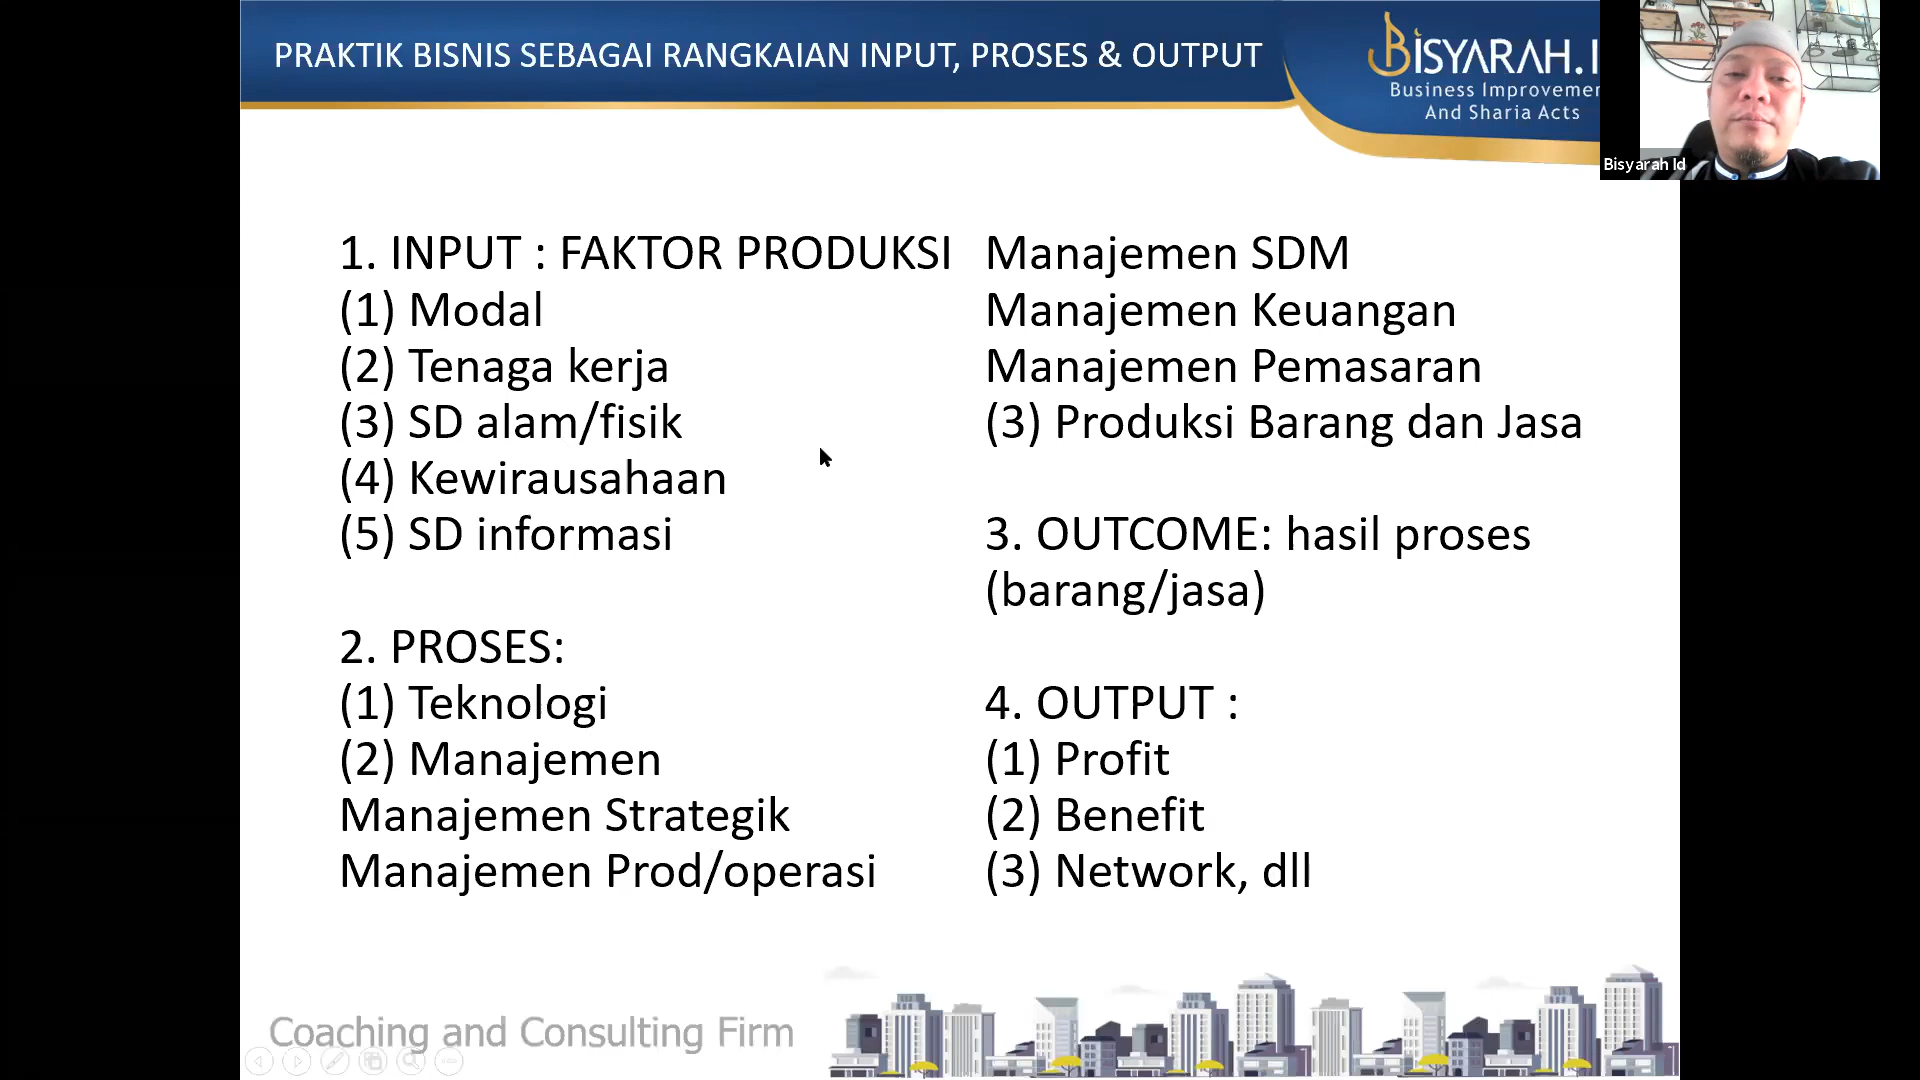 PRAKTIK BISNIS SEBAGAI RANGKAIAN INPUT, PROSES & OUTPUT
BISYARAH.I
Business Improvemen
And Sharia Acts
Bisyarah Id
1. INPUT : FAKTOR PRODUKSI
(1) Modal
(2) Tenaga kerja
(3) SD alam/fisik
(4) Kewirausahaan
(5) SD informasi
2. PROSES:
(1) Teknologi
(2) Manajemen
Manajemen Strategik
Manajemen Prod/operasi
Manajemen SDM
Manajemen Keuangan
Manajemen Pemasaran
(3) Produksi Barang dan Jasa
3. OUTCOME: hasil proses
(barang/jasa)
4. OUTPUT :
(1) Profit
(2) Benefit
(3) Network, dll
Coaching and Consulting Firm